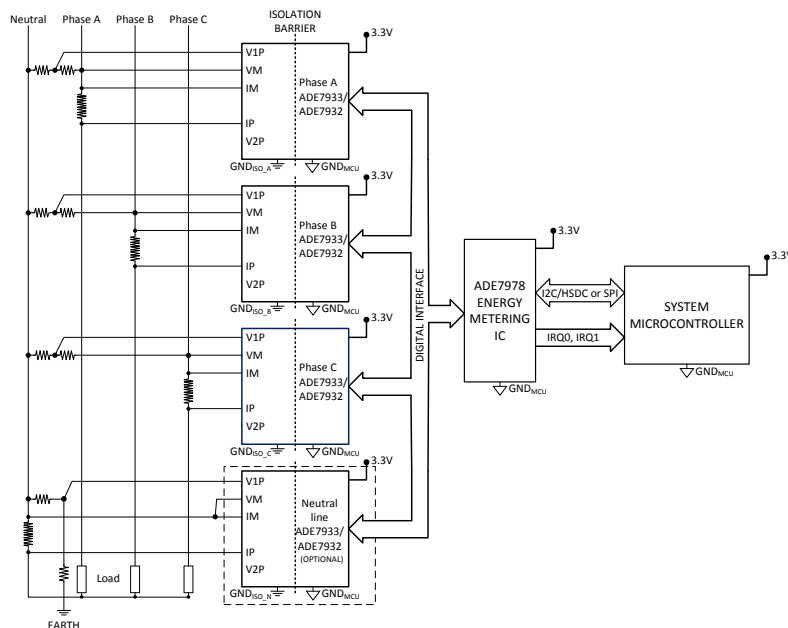 Neutral Phase A Phase B Phase C
ISOLATION
BARRIER
3.3V
V1P
VM
IM
IP
V2P
Phase A
ADE7933/
ADE7932
GNDISO_A
GNDMCU
3.3V
V1P
VM
IM
IP
V2P
Phase B
ADE7933/
ADE7932
GNDISO_B
GNDMCU
3.3V
V1P
VM
IM
IP
V2P
Phase C
ADE7933/
ADE7932
GNDISO_C
GNDMCU
3.3V
V1P
VM
IM
IP
V2P
Neutral
line
ADE7933/
ADE7932
(OPTIONAL)
GNDISO_N
GNDMCU
Load
EARTH
DIGITAL INTERFACE
3.3V
ADE7978
ENERGY
METERING
IC
GNDMCU
I2C/HSDC or SPI
IRQ0, IRQ1
3.3V
SYSTEM
MICROCONTROLLER
GNDMCU